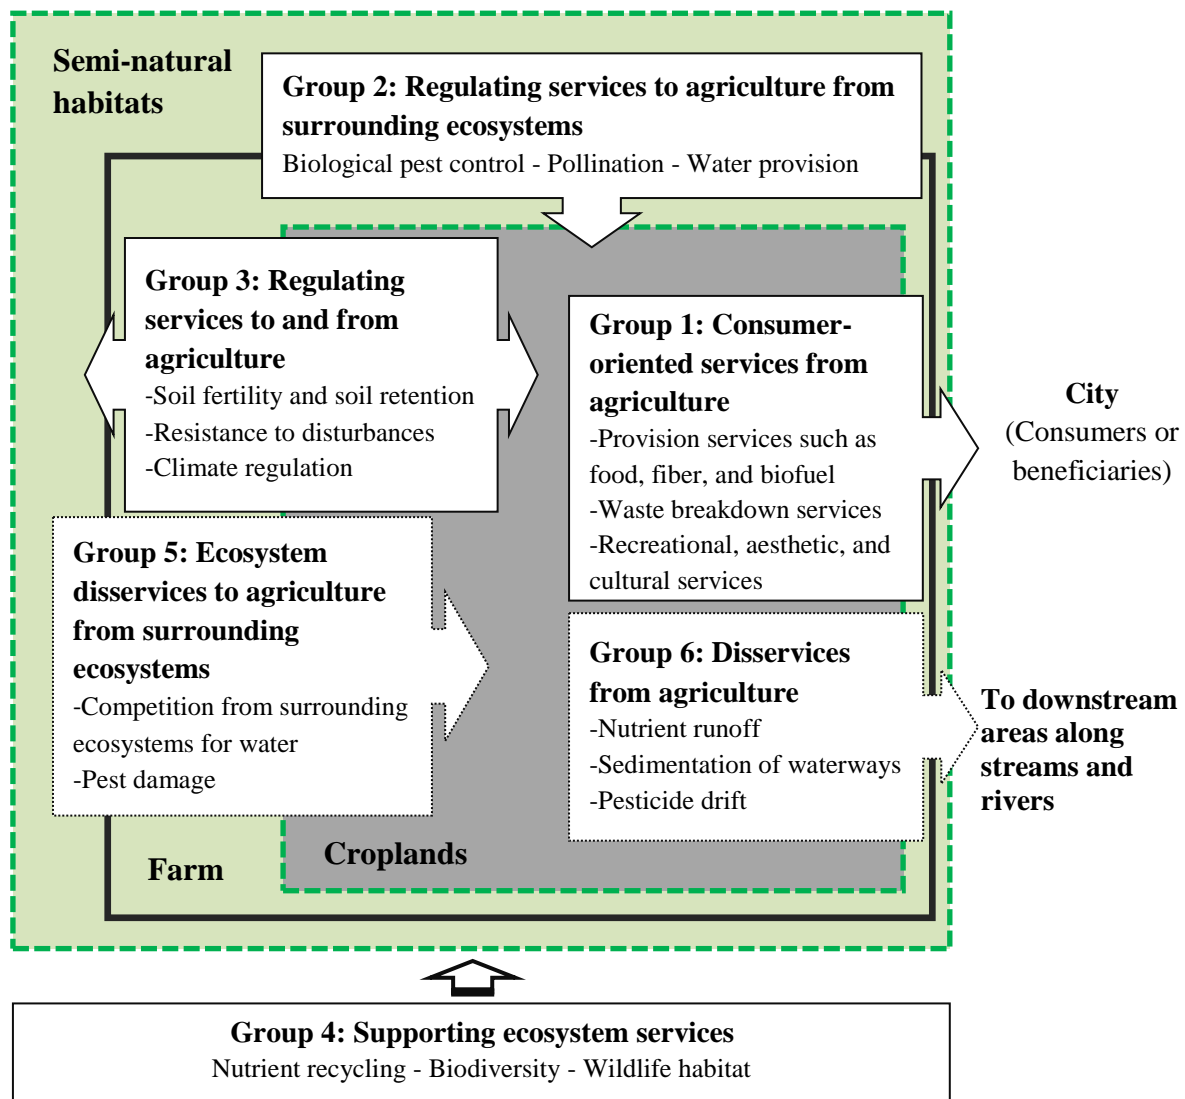 Semi-natural
habitats
Group 2: Regulating services to agriculture from
surrounding ecosystems
Biological pest control - Pollination - Water provision
Group 3: Regulating
services to and from
agriculture
-Soil fertility and soil retention
-Resistance to disturbances
-Climate regulation
Group 1: Consumer-
oriented services from
agriculture
-Provision services such as
food, fiber, and biofuel
-Waste breakdown services
-Recreational, aesthetic, and
cultural services
City
(Consumers or
beneficiaries)
Group 5: Ecosystem
disservices to agriculture
from surrounding
ecosystems
-Competition from surrounding
ecosystems for water
-Pest damage
Group 6: Disservices
from agriculture
-Nutrient runoff
-Sedimentation of waterways
-Pesticide drift
To downstream
areas along
streams and
rivers
Croplands
Farm
Group 4: Supporting ecosystem services
Nutrient recycling - Biodiversity - Wildlife habitat